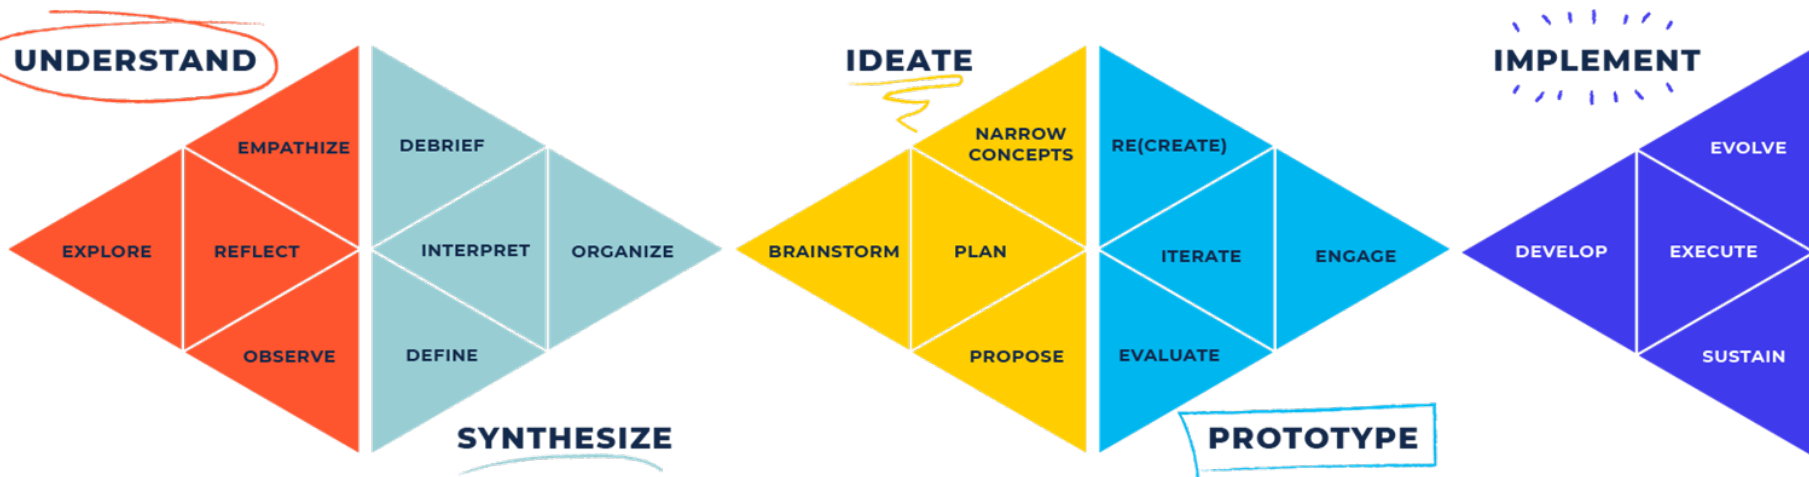 UNDERSTAND
EMPATHIZE
EXPLORE
REFLECT
OBSERVE
DEBRIEF
INTERPRET
ORGANIZE
DEFINE
SYNTHESIZE
IDEATE
NARROW
CONCEPTS
BRAINSTORM
PLAN
PROPOSE
RE(CREATE)
ITERATE
ENGAGE
EVALUATE
PROTOTYPE
IMPLEMENT
EVOLVE
DEVELOP
EXECUTE
SUSTAIN